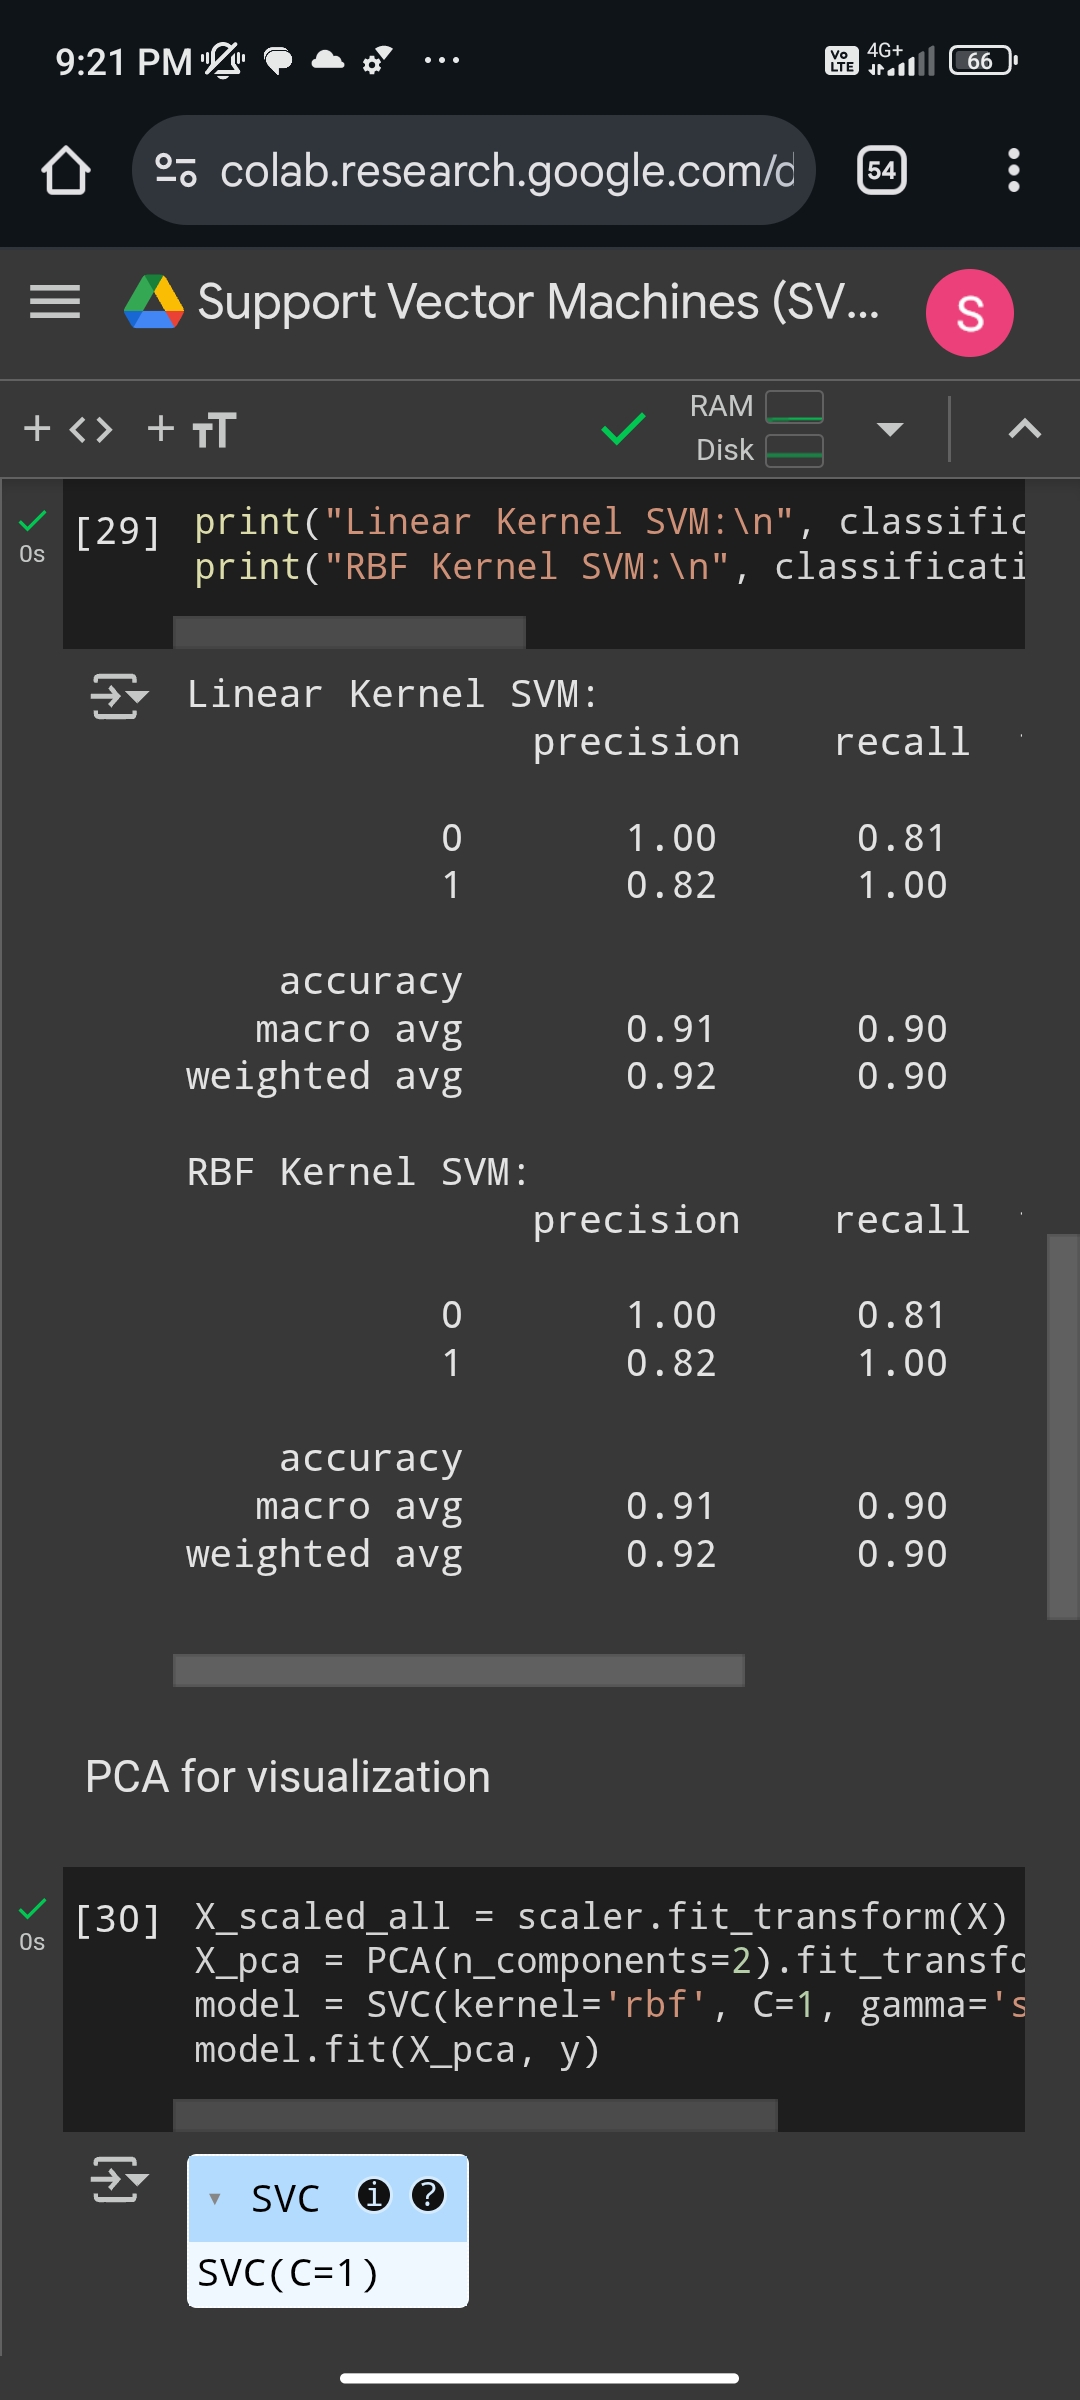 9:21 PM
Vo LTE 4G+ 66
colab.research.google.com/d
54
Support Vector Machines (SV...
S
+ <> + TT
RAM
Disk
[29] print("Linear Kernel SVM:\n", classific
0s
print("RBF Kernel SVM:\n", classificati
Linear Kernel SVM:
precision recall
0 1.00 0.81
1 0.82 1.00
accuracy
macro avg 0.91 0.90
weighted avg 0.92 0.90
RBF Kernel SVM:
precision recall
0 1.00 0.81
1 0.82 1.00
accuracy
macro avg 0.91 0.90
weighted avg 0.92 0.90
PCA for visualization
[30] X_scaled_all = scaler.fit_transform(X)
0s
X_pca = PCA(n_components=2).fit_transfo
model = SVC(kernel='rbf', C=1, gamma='s
model.fit(X_pca, y)
SVC i ?
SVC(C=1)